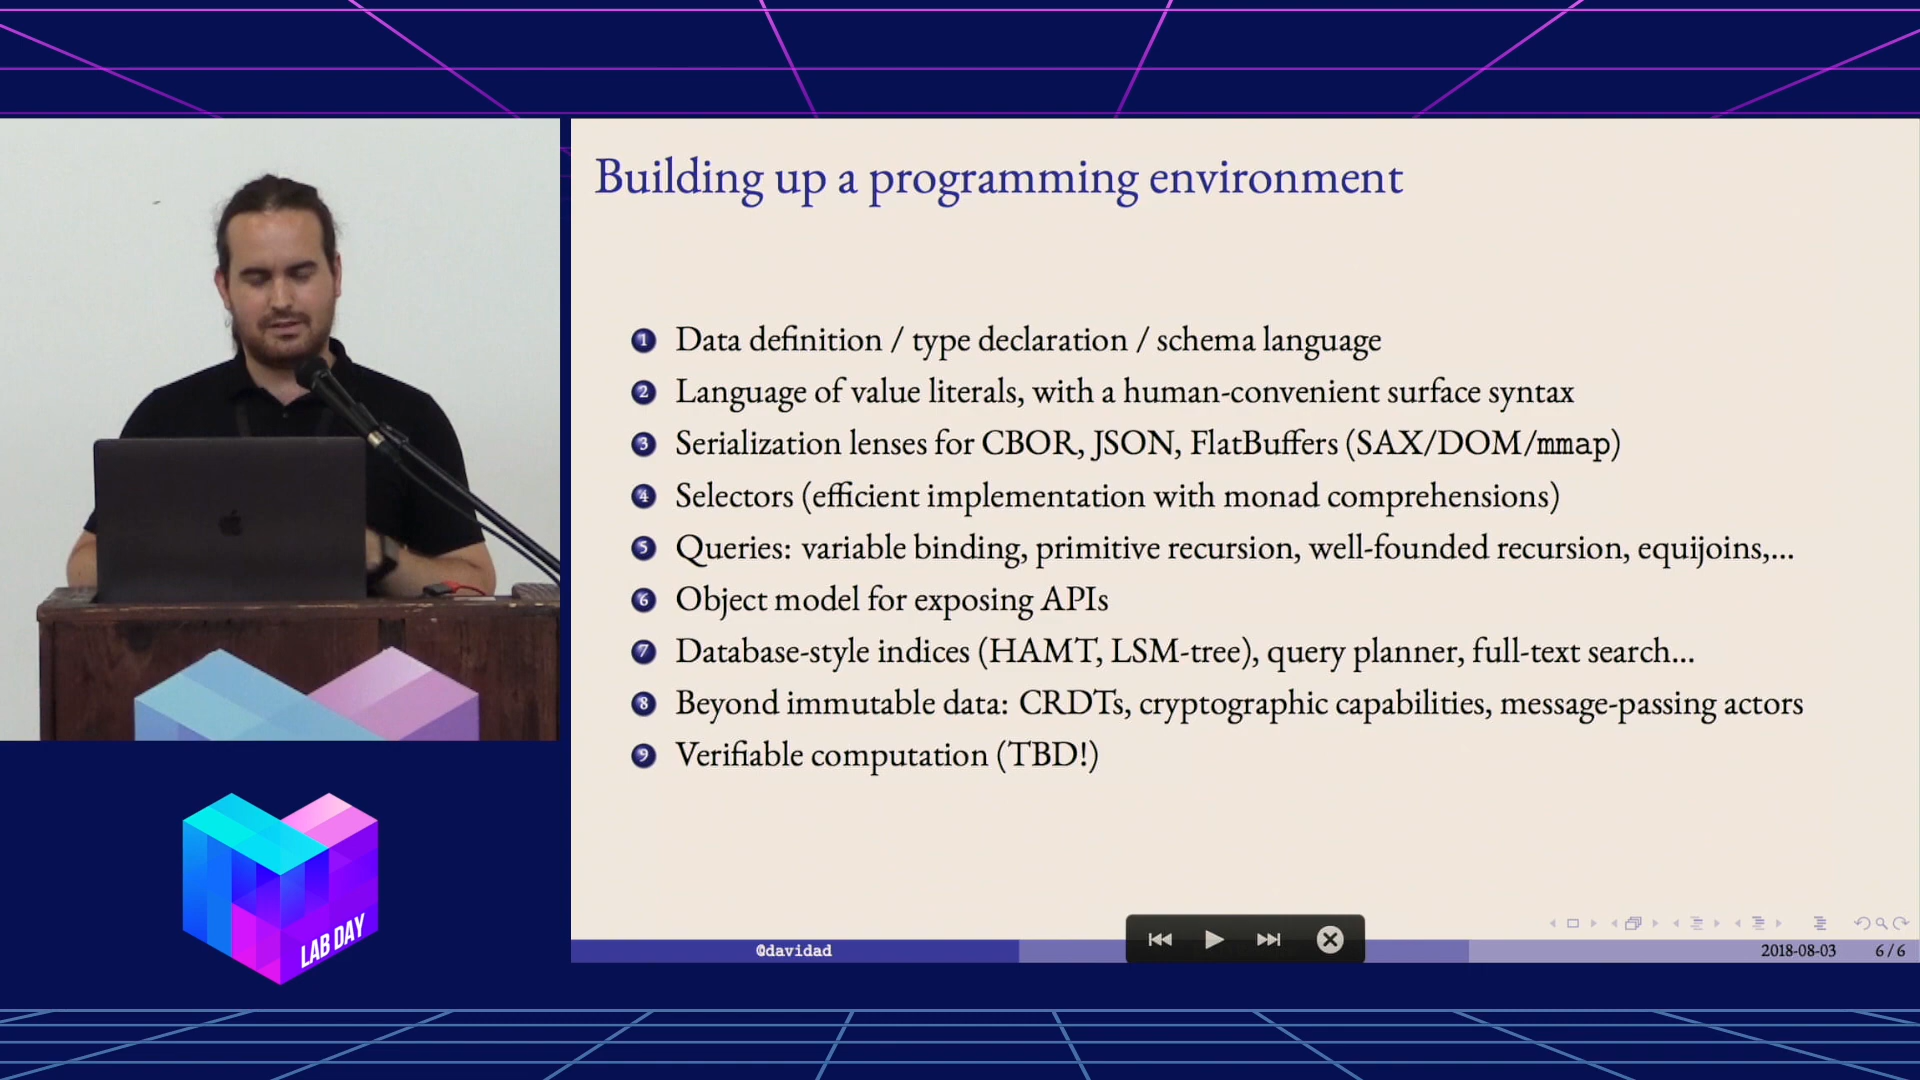 Building up a programming environment
1 Data definition / type declaration / schema language
2 Language of value literals, with a human-convenient surface syntax
3 Serialization lenses for CBOR, JSON, FlatBuffers (SAX/DOM/mmap)
4 Selectors (efficient implementation with monad comprehensions)
5 Queries: variable binding, primitive recursion, well-founded recursion, equijoins,...
6 Object model for exposing APIs
7 Database-style indices (HAMT, LSM-tree), query planner, full-text search...
8 Beyond immutable data: CRDTs, cryptographic capabilities, message-passing actors
9 Verifiable computation (TBD!)
@davidad
2018-08-03 6 / 6
LAB DAY